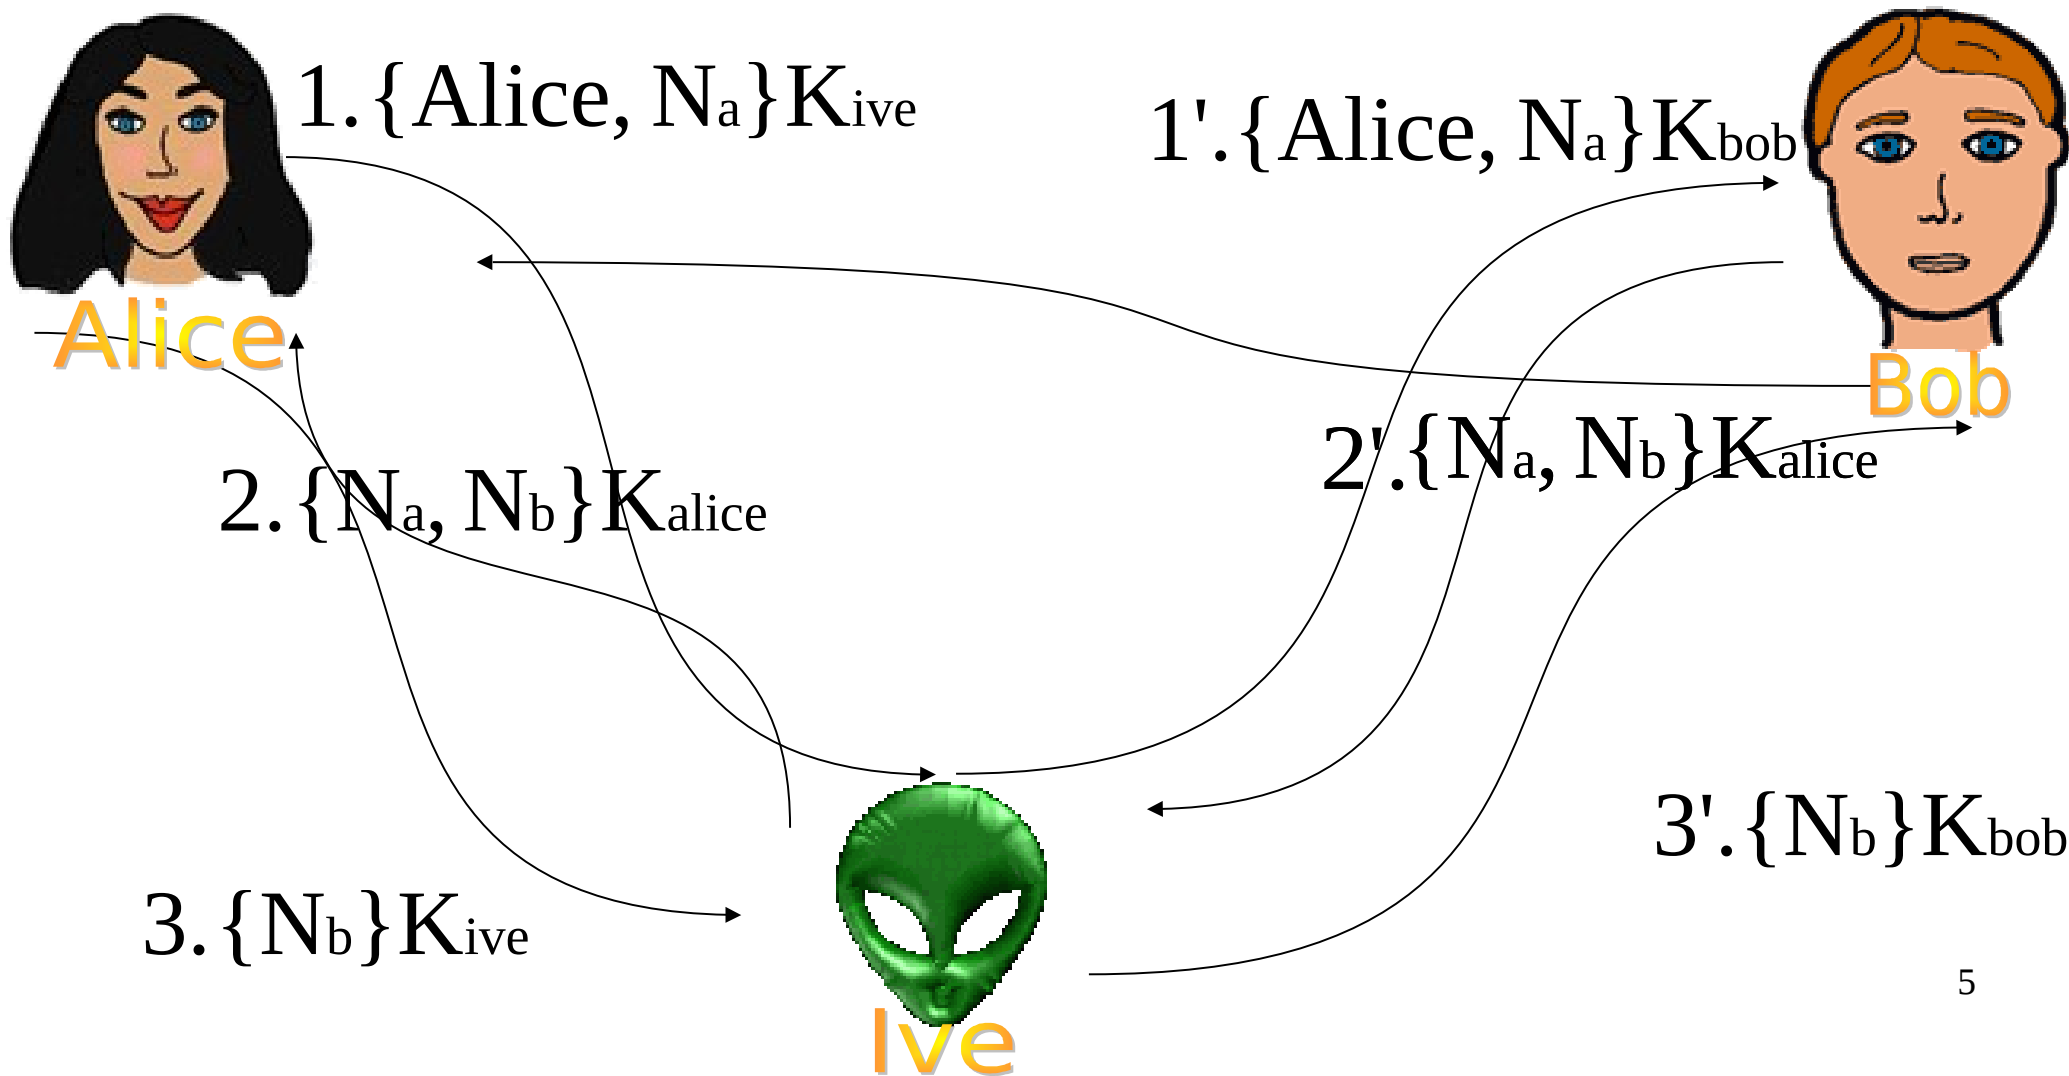 1. {Alice, Na}Kive
1'. {Alice, Na}Kbob
Alice
Bob
2'. {Na, Nb}Kalice
2. {Na, Nb}Kalice
3'. {Nb}Kbob
3. {Nb}Kive
5
Ive